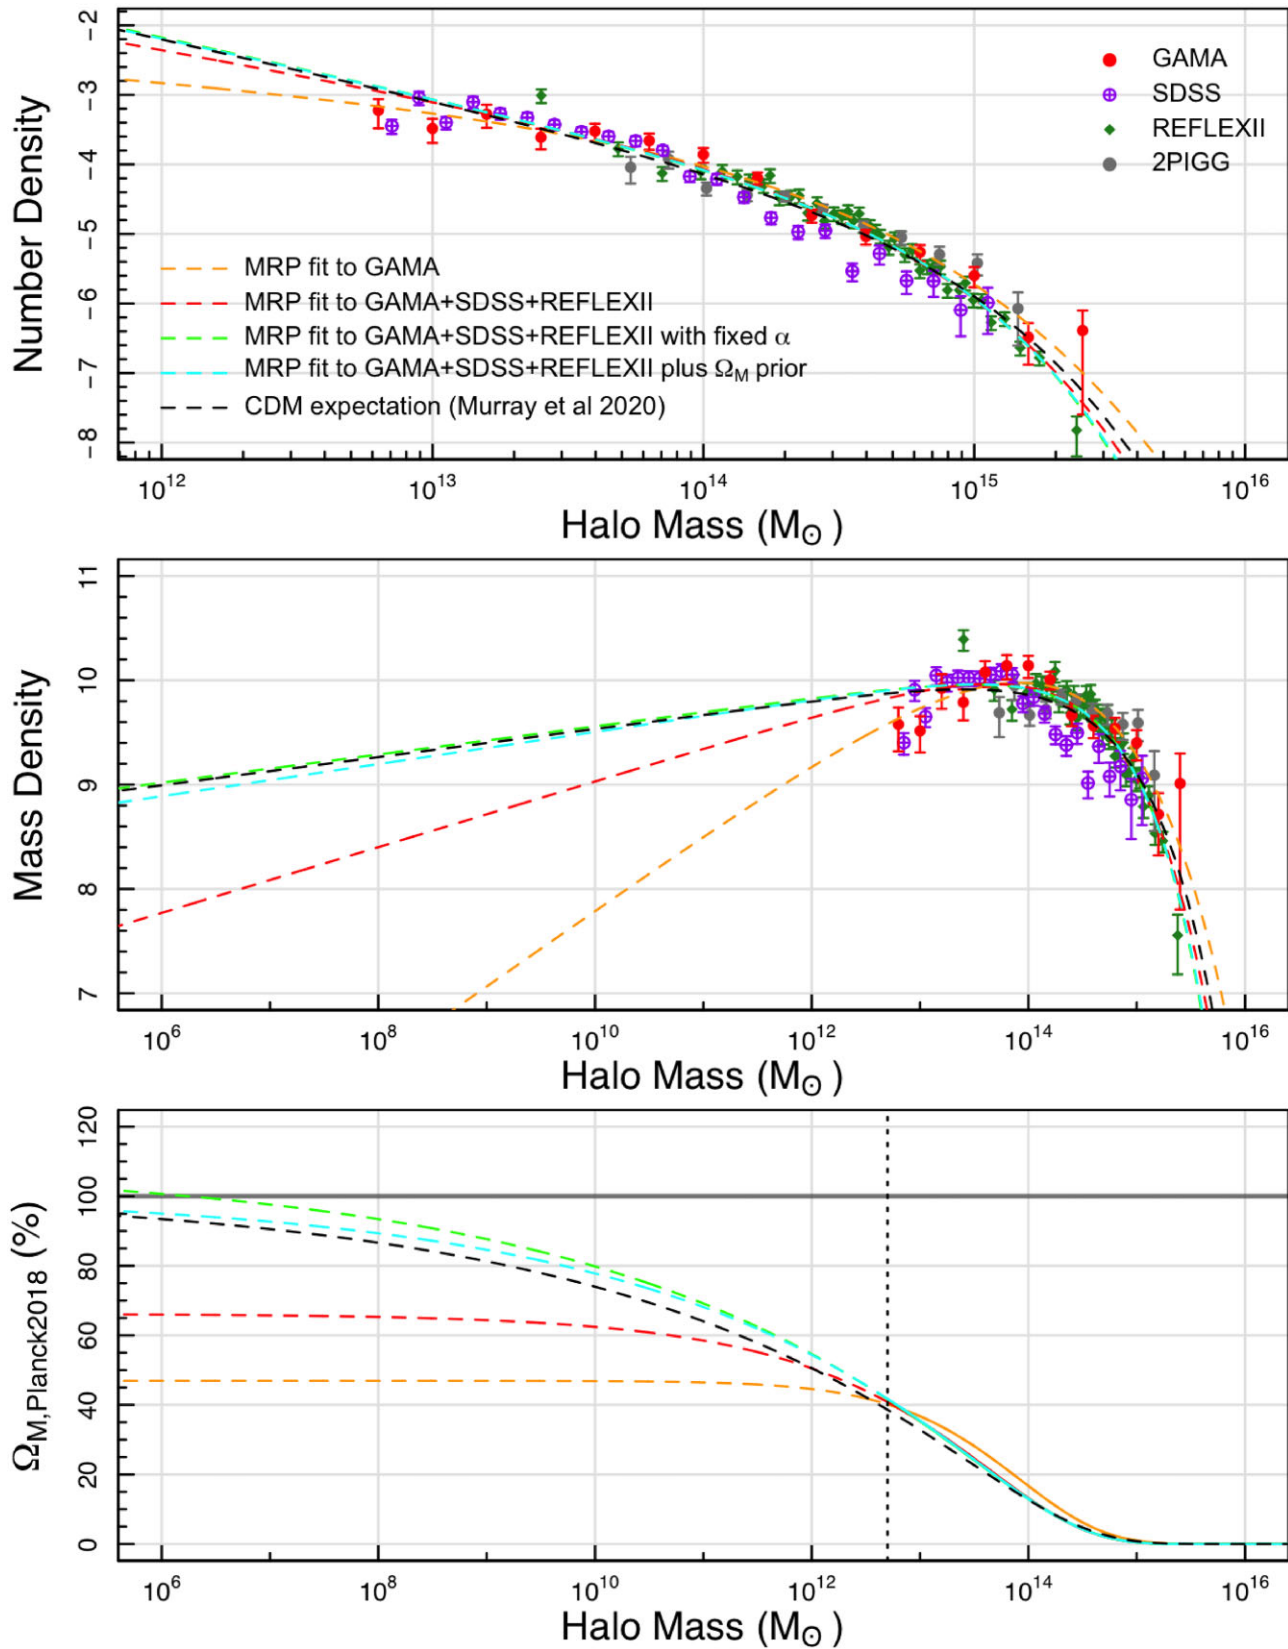 Number Density
-2
-3
-4
-5
-6
-7
-8
GAMA
SDSS
REFLEXII
2PIGG
MRP fit to GAMA
MRP fit to GAMA+SDSS+REFLEXII
MRP fit to GAMA+SDSS+REFLEXII with fixed α
MRP fit to GAMA+SDSS+REFLEXII plus Ω_M prior
CDM expectation (Murray et al 2020)
10^12 10^13 10^14 10^15 10^16
Halo Mass (M_⊙)
Mass Density
11
10
9
8
7
10^6 10^8 10^10 10^12 10^14 10^16
Halo Mass (M_⊙)
Ω_M,Planck2018 (%)
120
100
80
60
40
20
0
10^6 10^8 10^10 10^12 10^14 10^16
Halo Mass (M_⊙)